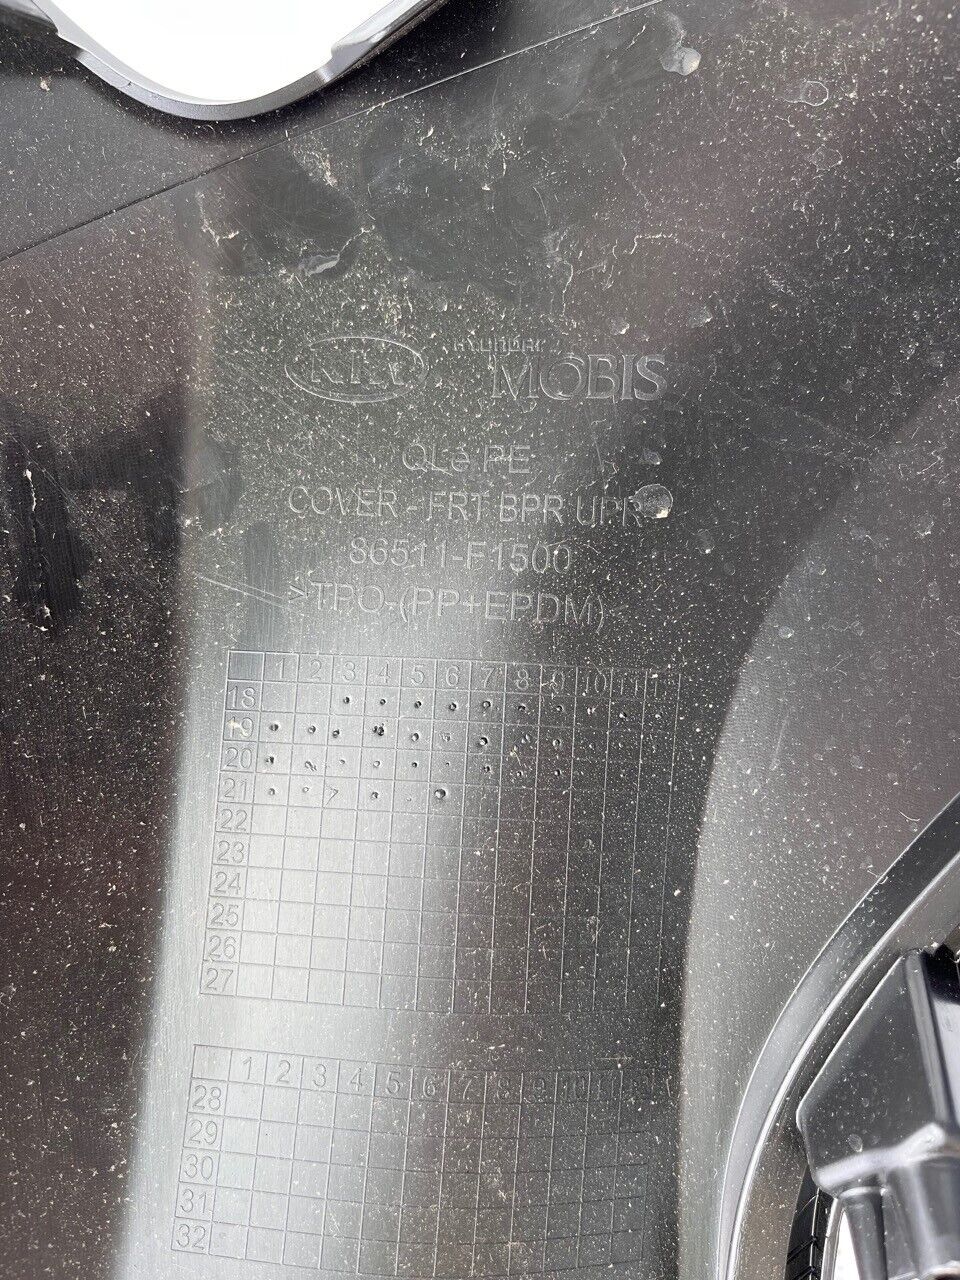 KIA HYUNDAI MOBIS
QLe PE
COVER - FRT BPR UPR
86511-F1500
>TPO-(PP+EPDM)
1 2 3 4 5 6 7 8 9 10 11
18
19
20
21
22
23
24
25
26
27
1 2 3 4 5 6 7 8 9 10 11
28
29
30
31
32